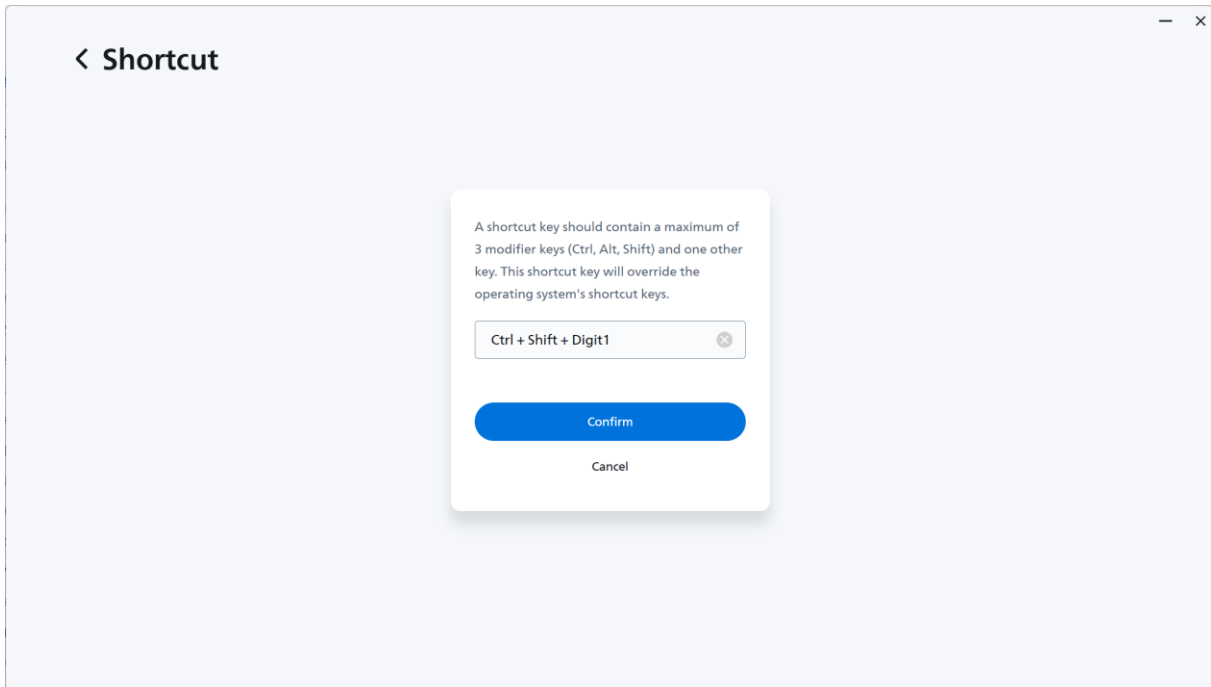 Shortcut
A shortcut key should contain a maximum of
3 modifier keys (Ctrl, Alt, Shift) and one other
key. This shortcut key will override the
operating system's shortcut keys.
Ctrl + Shift + Digit1
Confirm
Cancel